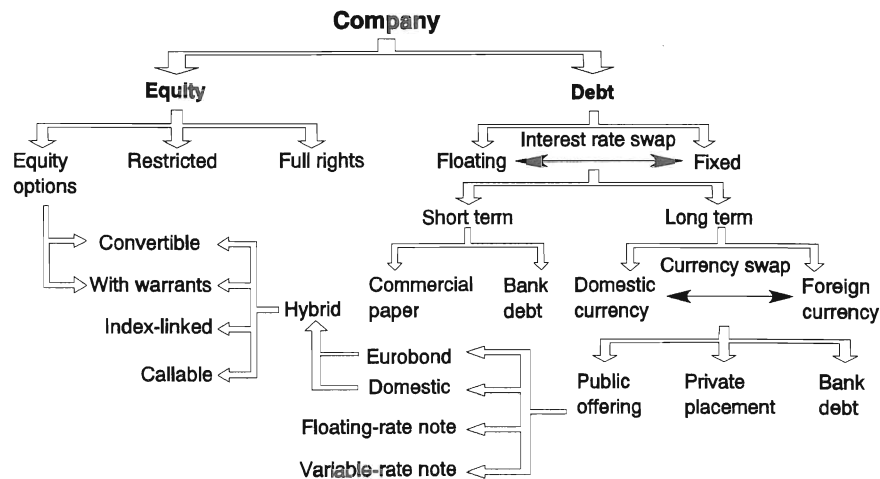 Company
Equity
Debt
Interest rate swap
Equity
options
Restricted
Full rights
Floating
Fixed
Short term
Long term
Convertible
Currency swap
With warrants
Commercial
paper
Bank
debt
Domestic
currency
Foreign
currency
Hybrid
Index-linked
Eurobond
Callable
Domestic
Public
offering
Private
placement
Bank
debt
Floating-rate note
Variable-rate note